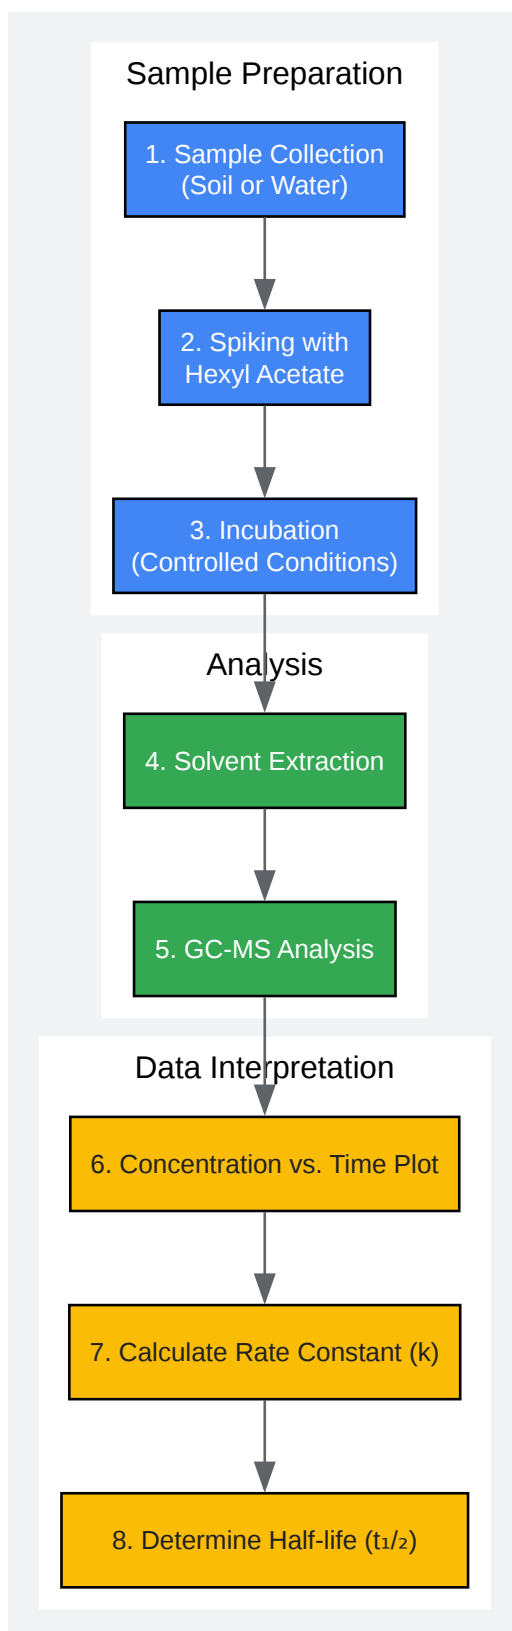 Sample Preparation
1. Sample Collection
(Soil or Water)
2. Spiking with
Hexyl Acetate
3. Incubation
(Controlled Conditions)
Analysis
4. Solvent Extraction
5. GC-MS Analysis
Data Interpretation
6. Concentration vs. Time Plot
7. Calculate Rate Constant (k)
8. Determine Half-life (t₁/₂)